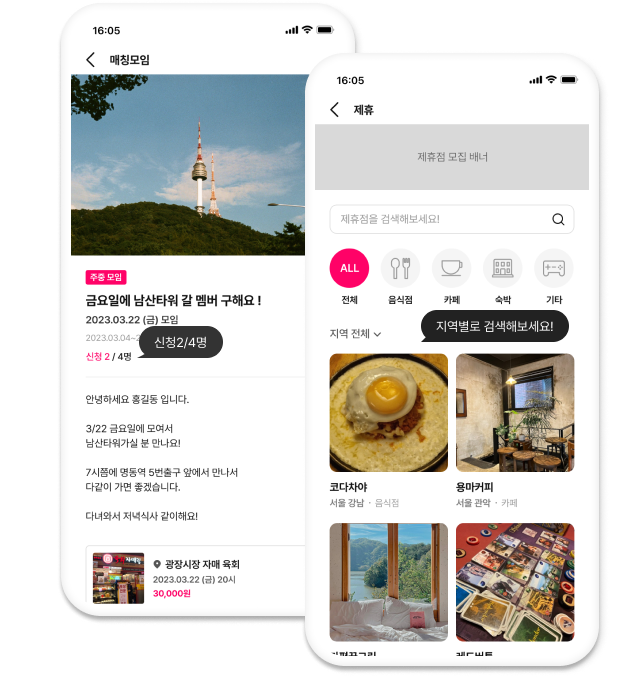 16:05
매칭모임
주중 모임
금요일에 남산타워 갈 멤버 구해요 !
2023.03.22 (금) 모임
2023.03.04~2
신청2/4명
신청 2 / 4명
안녕하세요 홍길동 입니다.
3/22 금요일에 모여서
남산타워가실 분 만나요!
7시쯤에 명동역 5번출구 앞에서 만나서
다같이 가면 좋겠습니다.
다녀와서 저녁식사 같이해요!
광장시장 자매 육회
2023.03.22 (금) 20시
30,000원
16:05
제휴
제휴점 모집 배너
제휴점을 검색해보세요!
ALL
전체 음식점 카페 숙박 기타
지역별로 검색해보세요!
지역 전체
코다차야 용마커피
서울 강남 · 음식점 서울 관악 · 카페